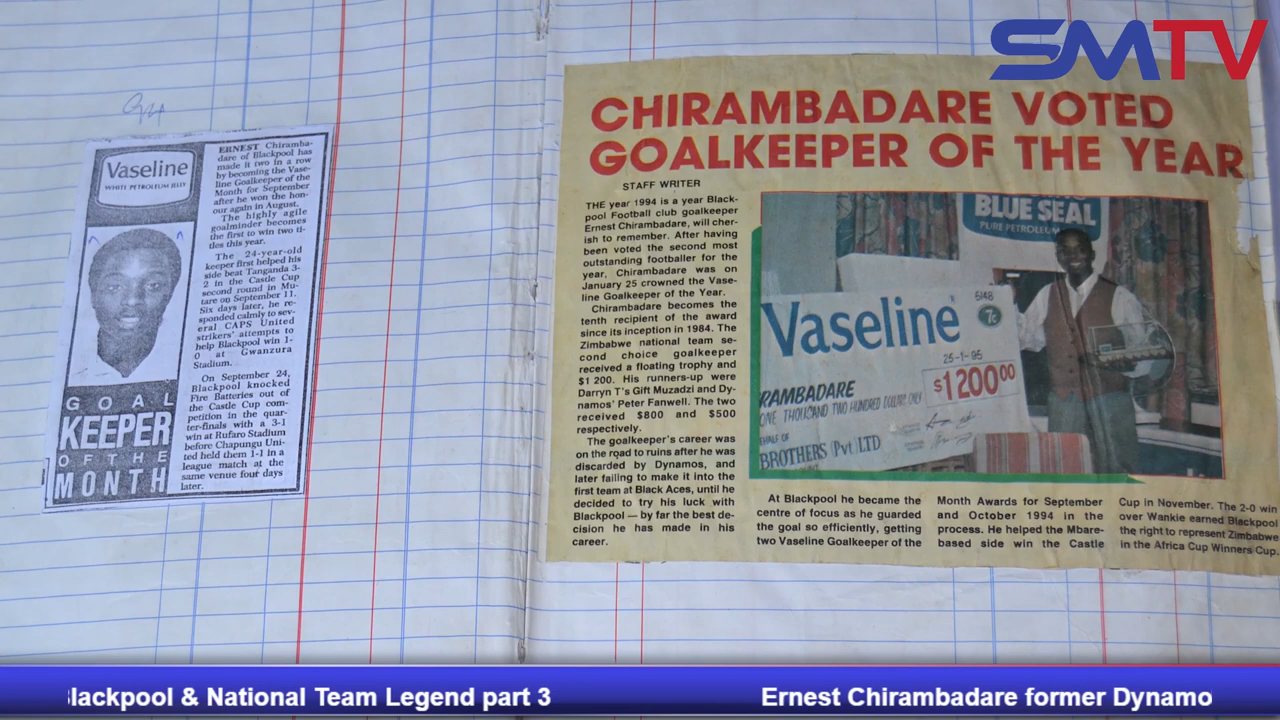 SMTV
924
Vaseline
WHITE PETROLEUM JELLY
GOAL
KEEPER
OF THE
MONTH
ERNEST Chiramba-
dare of Blackpool has
made it two in a row
by becoming the Vase-
line Goalkeeper of the
Month for September
after he won the hon-
our again in August.
The highly agile
goalminder becomes
the first to win two ti-
tles this year.
The 24-year-old
keeper first helped his
side beat Tanganda 3-
2 in the Castle Cup
second round in Mu-
tare on September 11.
Six days later, he re-
sponded calmly to sev-
eral CAPS United
strikers' attempts to
help Blackpool win 1-
0 at Gwanzura
Stadium.
On September 24,
Blackpool knocked
Fire Batteries out of
the Castle Cup com-
petition in the quar-
ter-finals with a 3-1
win at Rufaro Stadium
before Chapungu Uni-
ted held them 1-1 in a
league match at the
same venue four days
later.
CHIRAMBADARE VOTED
GOALKEEPER OF THE YEAR
STAFF WRITER
THE year 1994 is a year Black-
pool Football club goalkeeper
Ernest Chirambadare, will cher-
ish to remember. After having
been voted the second most
outstanding footballer for the
year, Chirambadare was on
January 25 crowned the Vase-
line Goalkeeper of the Year.
Chirambadare becomes the
tenth recipient of the award
since its inception in 1984. The
Zimbabwe national team se-
cond choice goalkeeper
received a floating trophy and
$1 200. His runners-up were
Darryn T's Gift Muzadzi and Dy-
namos' Peter Fanwell. The two
received $800 and $500
respectively.
The goalkeeper's career was
on the road to ruins after he was
discarded by Dynamos, and
later failing to make it into the
first team at Black Aces, until he
decided to try his luck with
Blackpool — by far the best de-
cision he has made in his
career.
BLUE SEAL
PURE PETROLEUM
Vaseline
5148
7c
25-1-95
RAMBADARE
$1200⁰⁰
ONE THOUSAND TWO HUNDRED DOLLARS ONLY
EHALF OF
BROTHERS (Pvt) LTD
At Blackpool he became the
centre of focus as he guarded
the goal so efficiently, getting
two Vaseline Goalkeeper of the
Month Awards for September
and October 1994 in the
process. He helped the Mbare-
based side win the Castle
Cup in November. The 2-0 win
over Wankie earned Blackpool
the right to represent Zimbabwe
in the Africa Cup Winners Cup.
lackpool & National Team Legend part 3
Ernest Chirambadare former Dynamo